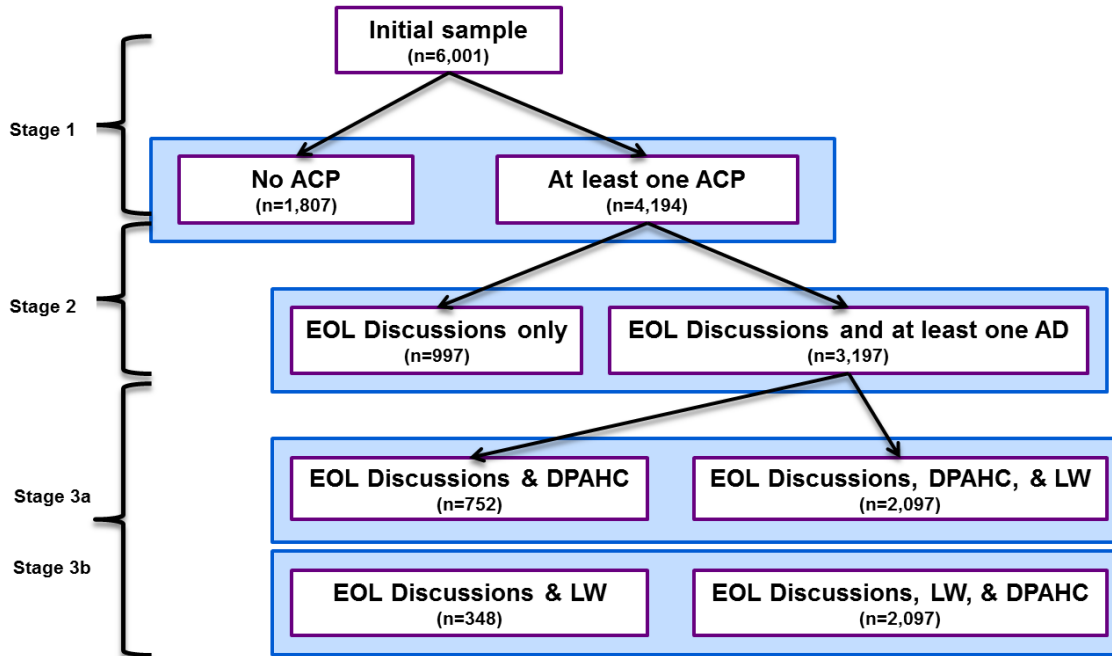 Initial sample
(n=6,001)
Stage 1
No ACP
(n=1,807)
At least one ACP
(n=4,194)
Stage 2
EOL Discussions only
(n=997)
EOL Discussions and at least one AD
(n=3,197)
Stage 3a
EOL Discussions & DPAHC
(n=752)
EOL Discussions, DPAHC, & LW
(n=2,097)
Stage 3b
EOL Discussions & LW
(n=348)
EOL Discussions, LW, & DPAHC
(n=2,097)